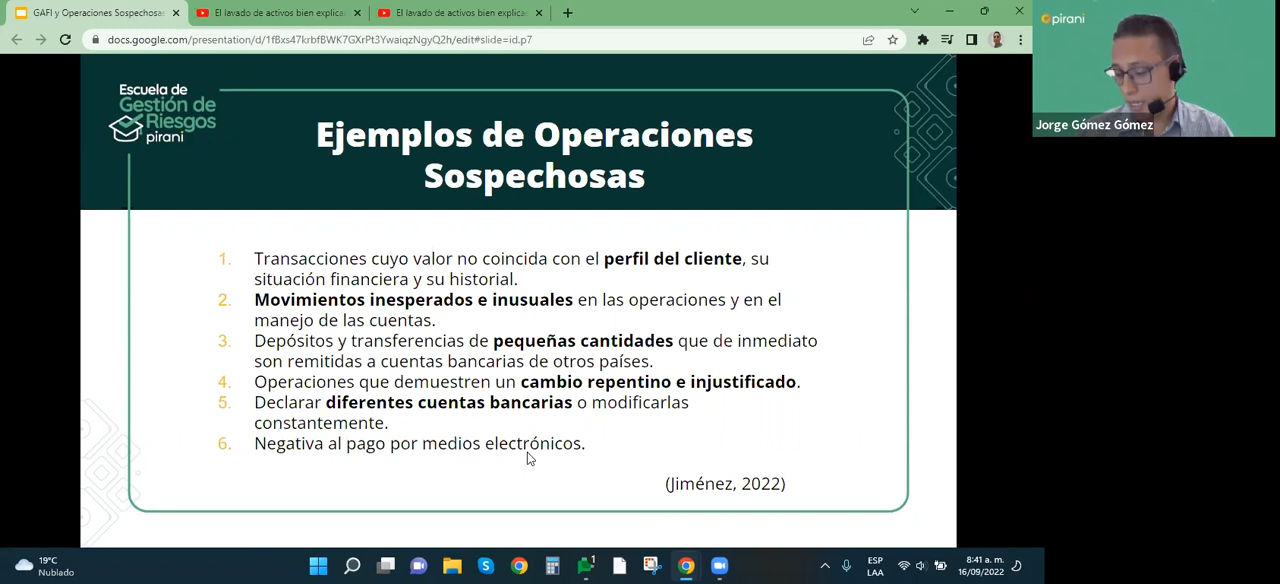 GAFI y Operaciones Sospechosas
El lavado de activos bien explica
El lavado de activos bien explica
docs.google.com/presentation/d/1fBxs47krbfBWK7GXrPt3YwaiqzNgyQ2h/edit#slide=id.p7
pirani
Jorge Gómez Gómez
Escuela de
Gestión de
Riesgos
pirani
Ejemplos de Operaciones
Sospechosas
1. Transacciones cuyo valor no coincida con el perfil del cliente, su
situación financiera y su historial.
2. Movimientos inesperados e inusuales en las operaciones y en el
manejo de las cuentas.
3. Depósitos y transferencias de pequeñas cantidades que de inmediato
son remitidas a cuentas bancarias de otros países.
4. Operaciones que demuestren un cambio repentino e injustificado.
5. Declarar diferentes cuentas bancarias o modificarlas
constantemente.
6. Negativa al pago por medios electrónicos.
(Jiménez, 2022)
19°C
Nublado
1
ESP
LAA
8:41 a. m.
16/09/2022